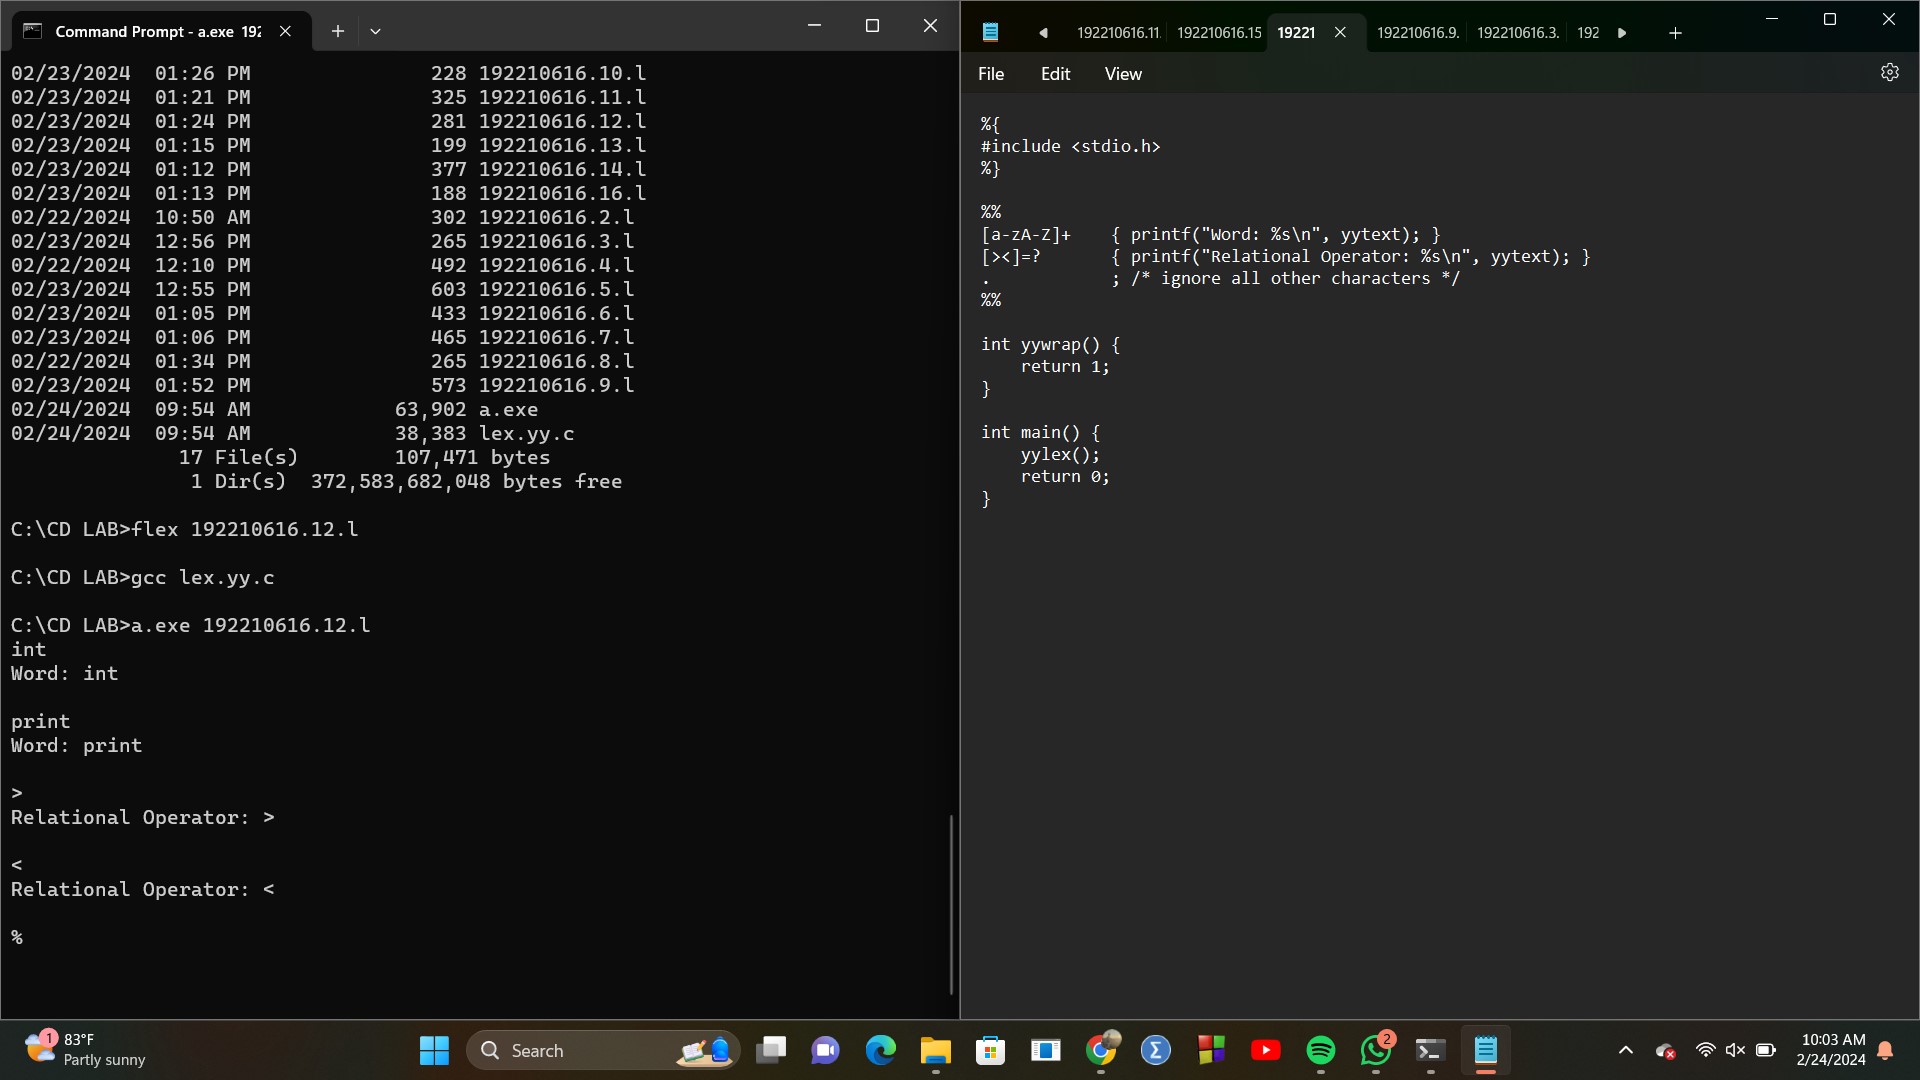 Command Prompt - a.exe 192
02/23/2024  01:26 PM               228 192210616.10.l
02/23/2024  01:21 PM               325 192210616.11.l
02/23/2024  01:24 PM               281 192210616.12.l
02/23/2024  01:15 PM               199 192210616.13.l
02/23/2024  01:12 PM               377 192210616.14.l
02/23/2024  01:13 PM               188 192210616.16.l
02/22/2024  10:50 AM               302 192210616.2.l
02/23/2024  12:56 PM               265 192210616.3.l
02/22/2024  12:10 PM               492 192210616.4.l
02/23/2024  12:55 PM               603 192210616.5.l
02/23/2024  01:05 PM               433 192210616.6.l
02/23/2024  01:06 PM               465 192210616.7.l
02/22/2024  01:34 PM               265 192210616.8.l
02/23/2024  01:52 PM               573 192210616.9.l
02/24/2024  09:54 AM            63,902 a.exe
02/24/2024  09:54 AM            38,383 lex.yy.c
17 File(s)        107,471 bytes
1 Dir(s)  372,583,682,048 bytes free
C:\CD LAB>flex 192210616.12.l
C:\CD LAB>gcc lex.yy.c
C:\CD LAB>a.exe 192210616.12.l
int
Word: int
print
Word: print
>
Relational Operator: >
<
Relational Operator: <
%
192210616.11. 192210616.15 19221 192210616.9. 192210616.3. 192
File Edit View
%{
#include <stdio.h>
%}
%%
[a-zA-Z]+    { printf("Word: %s\n", yytext); }
[><]=?       { printf("Relational Operator: %s\n", yytext); }
.            ; /* ignore all other characters */
%%
int yywrap() {
    return 1;
}
int main() {
    yylex();
    return 0;
}
1
83°F
Partly sunny
Search
2
10:03 AM
2/24/2024